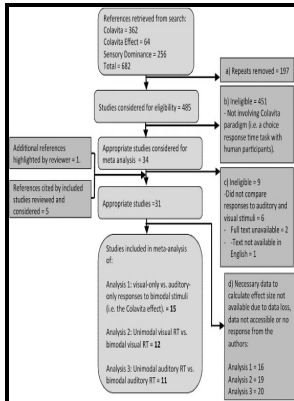 References retrieved from search:
Colavita = 362
Colavita Effect = 64
Sensory Dominance = 256
Total = 682
a) Repeats removed = 197
Studies considered for eligibility = 485
b) Ineligible = 451
- Not involving Colavita
paradigm (i.e. a choice
response time task with
human participants).
Additional references
highlighted by reviewer = 1.
Appropriate studies considered for
meta analysis = 34
References cited by included
studies reviewed and
considered = 5
c) Ineligible = 9
-Did not compare
responses to auditory
and visual stimuli = 6
- Full text unavailable = 2
-Text not available in
English = 1
Appropriate studies =31
Studies included in meta-analysis
of:
Analysis 1: visual-only vs. auditory-
only responses to bimodal stimuli
(i.e. the Colavita effect). = 15
Analysis 2: Unimodal visual RT vs.
bimodal visual RT = 12
Analysis 3: Unimodal auditory RT vs.
bimodal auditory RT = 11
d) Necessary data to
calculate effect size not
available due to data loss,
data not accessible or no
response from the
authors:
Analysis 1 = 16
Analysis 2 = 19
Analysis 3 = 20